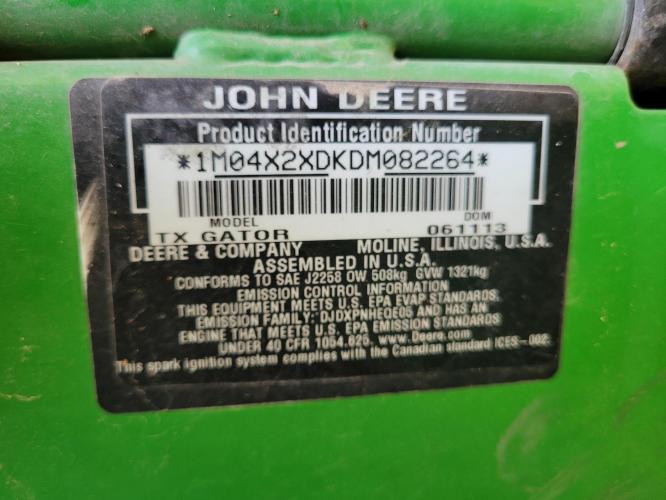 JOHN DEERE
Product Identification Number
*1M04X2XDKDM082264*
MODEL DOM
TX GATOR 061113
DEERE & COMPANY MOLINE, ILLINOIS, U.S.A.
ASSEMBLED IN U.S.A.
CONFORMS TO SAE J2258 OW 508kg GVW 1321kg
EMISSION CONTROL INFORMATION
THIS EQUIPMENT MEETS U.S. EPA EVAP STANDARDS.
EMISSION FAMILY: DJDXPNHEQE05 AND HAS AN
ENGINE THAT MEETS U.S. EPA EMISSION STANDARDS
UNDER 40 CFR 1054.625. www.Deere.com
This spark ignition system complies with the Canadian standard ICES-002